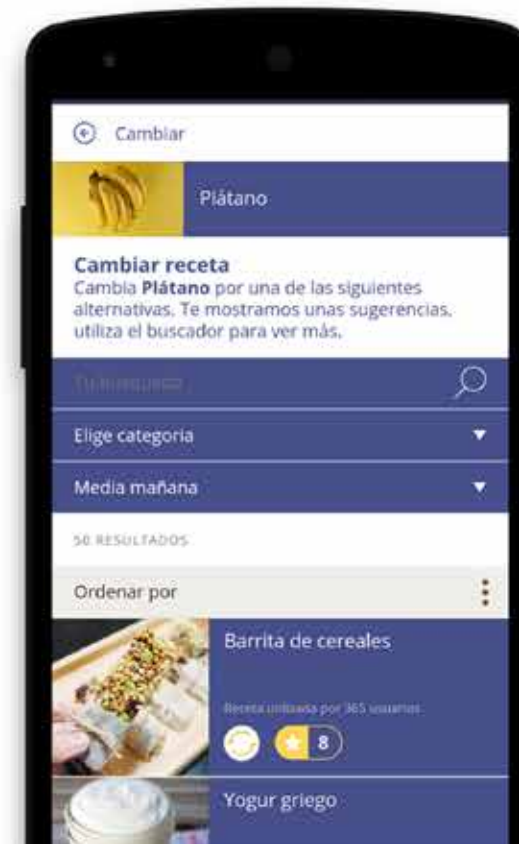 Cambiar
Plátano
Cambiar receta
Cambia Plátano por una de las siguientes
alternativas. Te mostramos unas sugerencias,
utiliza el buscador para ver más.
Tu búsqueda
Elige categoria
Media mañana
50 RESULTADOS
Ordenar por
Barrita de cereales
Receta utilizada por 365 usuarios
8
Yogur griego